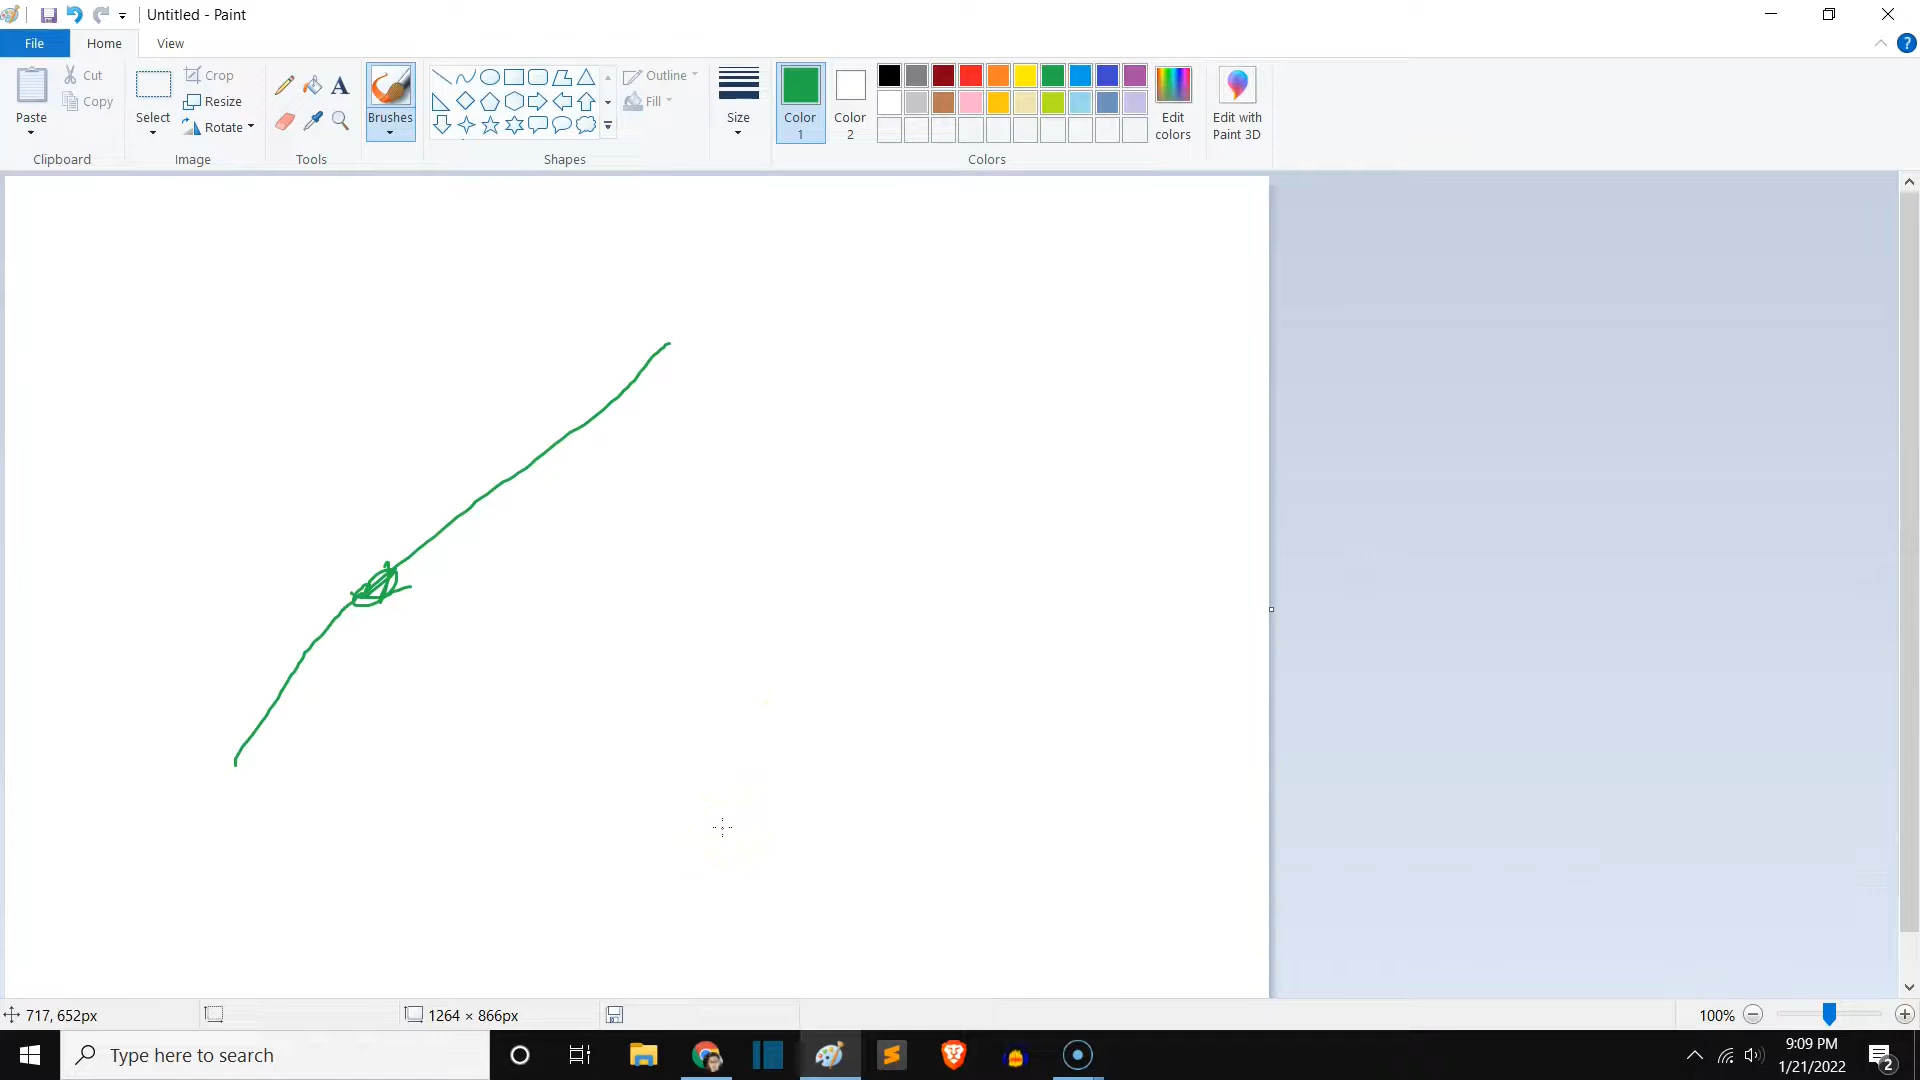 Untitled - Paint
File Home View
Paste
Cut
Copy
Clipboard
Select
Crop
Resize
Rotate
Image
A
Tools
Brushes
Outline
Fill
Shapes
Size
Color 1
Color 2
Edit colors
Colors
Edit with Paint 3D
?
717, 652px
1264 × 866px
100%
Type here to search
9:09 PM
1/21/2022
2